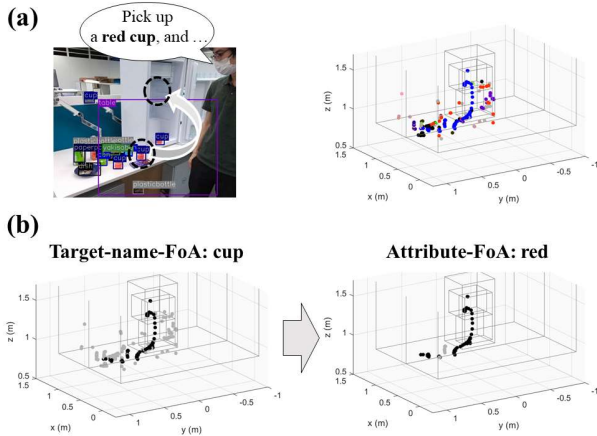 (a)
Pick up
a red cup, and …
cup
table
cup
cup
plasticbottle
z (m)
1.5
1
0.5
1.5
1
0.5
0
x (m)
1
0.5
0
-0.5
-1
y (m)
(b)
Target-name-FoA: cup
Attribute-FoA: red
z (m)
1.5
1
0.5
1.5
1
0.5
0
x (m)
1
0.5
0
-0.5
-1
y (m)
z (m)
1.5
1
0.5
1.5
1
0.5
0
x (m)
1
0.5
0
-0.5
-1
y (m)